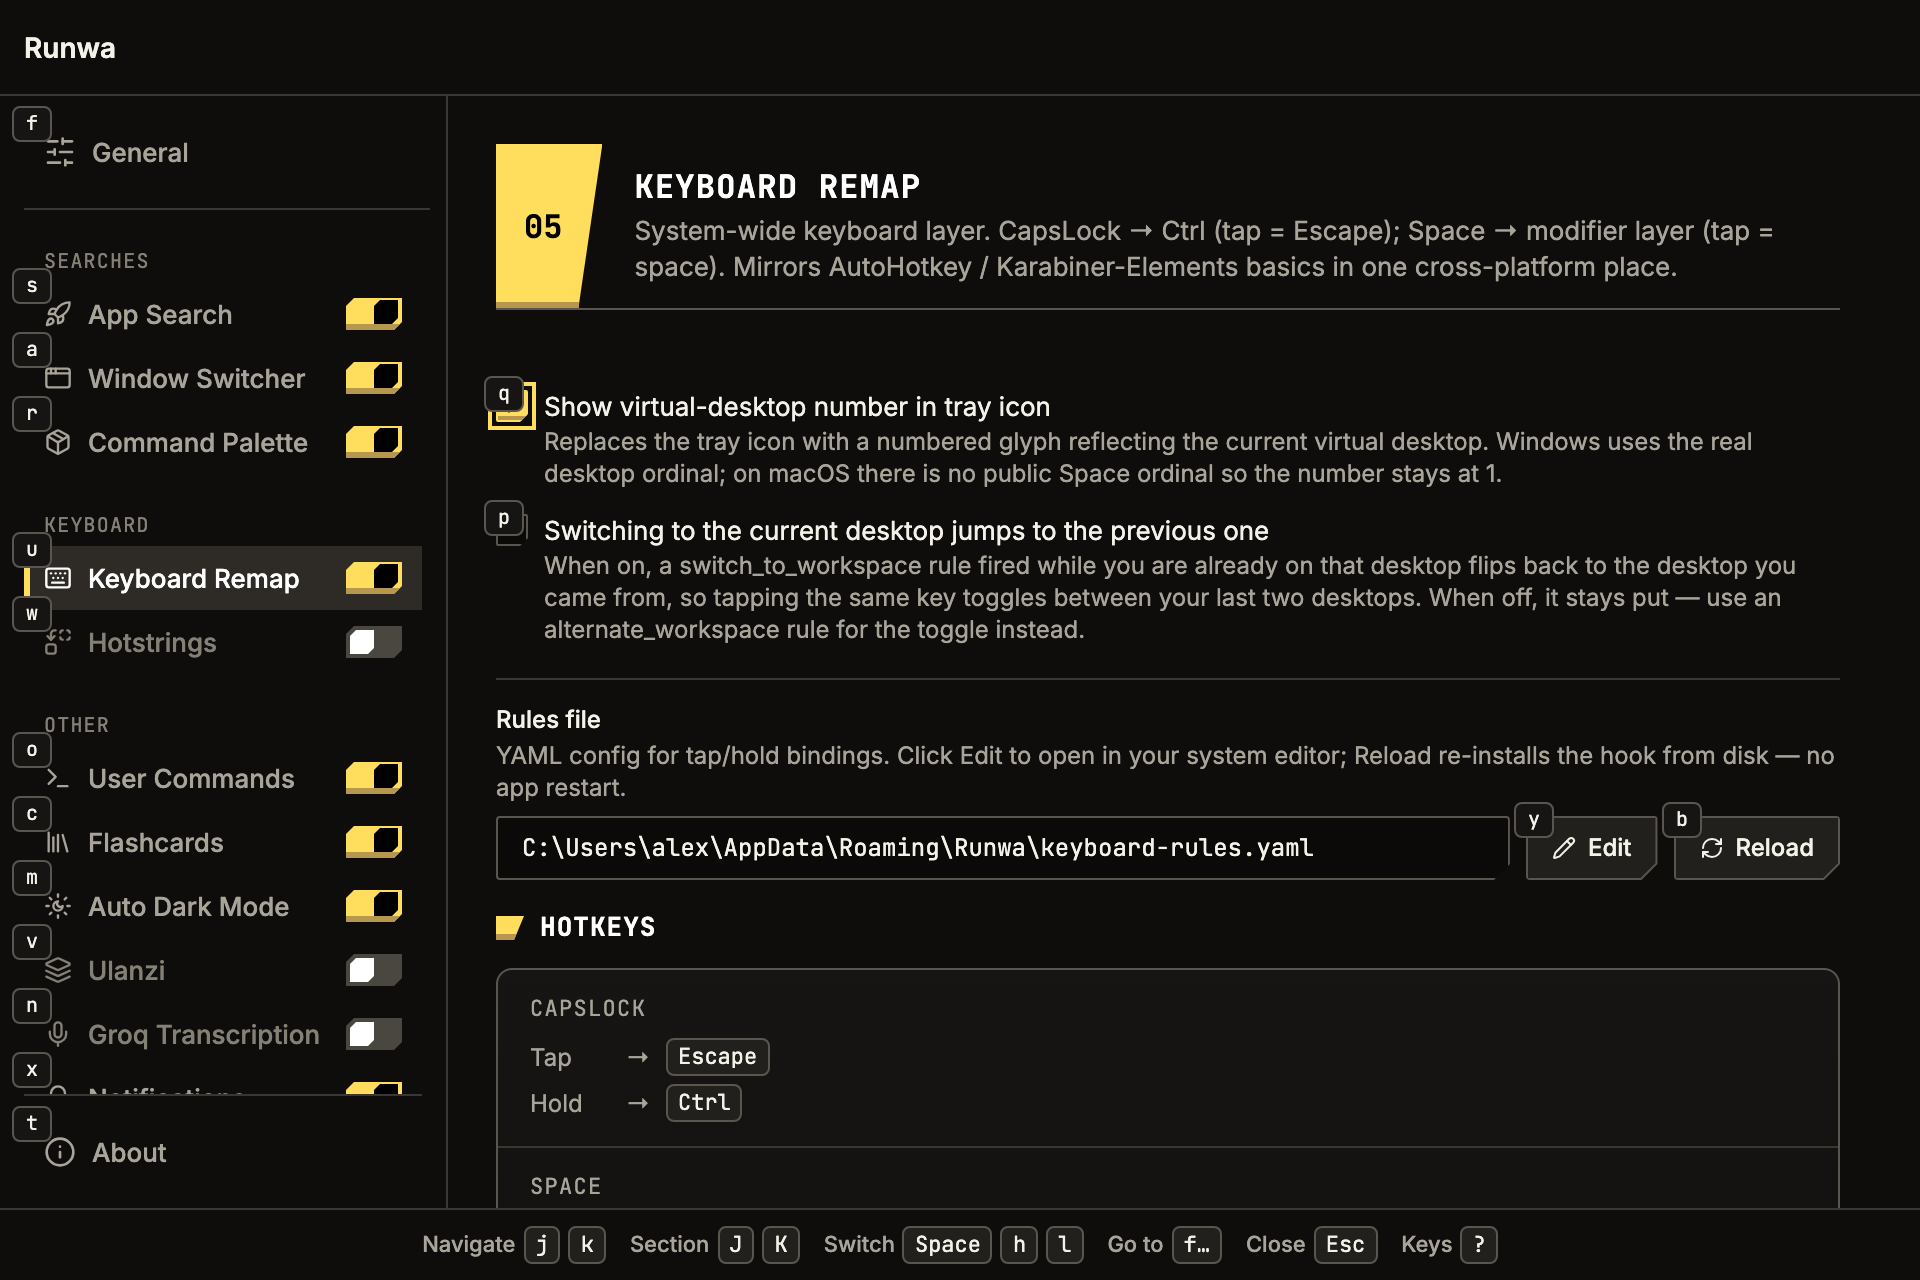 Runwa
f
General
SEARCHES
s
App Search
a
Window Switcher
r
Command Palette
KEYBOARD
u
Keyboard Remap
w
Hotstrings
OTHER
o
User Commands
c
Flashcards
m
Auto Dark Mode
v
Ulanzi
n
Groq Transcription
x
Notifications
t
About
05
KEYBOARD REMAP
System-wide keyboard layer. CapsLock → Ctrl (tap = Escape); Space → modifier layer (tap =
space). Mirrors AutoHotkey / Karabiner-Elements basics in one cross-platform place.
q
Show virtual-desktop number in tray icon
Replaces the tray icon with a numbered glyph reflecting the current virtual desktop. Windows uses the real
desktop ordinal; on macOS there is no public Space ordinal so the number stays at 1.
p
Switching to the current desktop jumps to the previous one
When on, a switch_to_workspace rule fired while you are already on that desktop flips back to the desktop you
came from, so tapping the same key toggles between your last two desktops. When off, it stays put — use an
alternate_workspace rule for the toggle instead.
Rules file
YAML config for tap/hold bindings. Click Edit to open in your system editor; Reload re-installs the hook from disk — no
app restart.
C:\Users\alex\AppData\Roaming\Runwa\keyboard-rules.yaml
y
Edit
b
Reload
HOTKEYS
CAPSLOCK
Tap → Escape
Hold → Ctrl
SPACE
Navigate j k Section J K Switch Space h l Go to f… Close Esc Keys ?